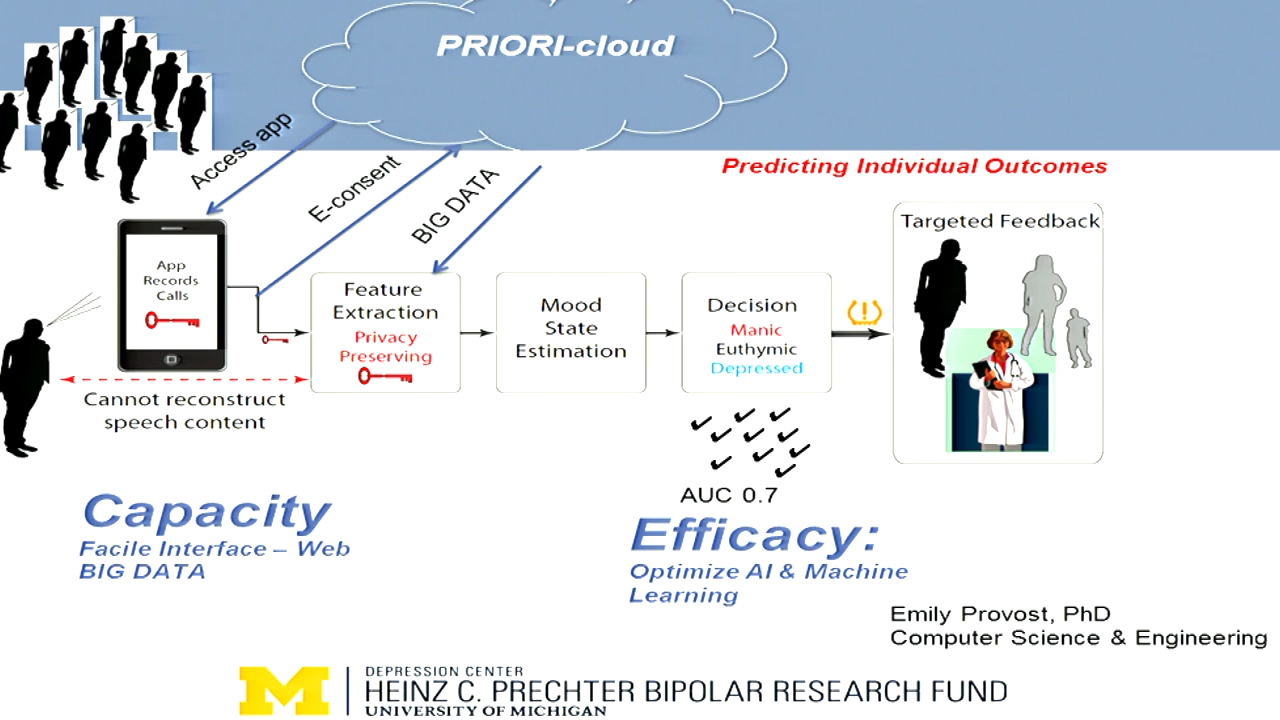 PRIORI-cloud
Access app
E-consent
BIG DATA
Predicting Individual Outcomes
App
Records
Calls
Feature
Extraction
Privacy
Preserving
Mood
State
Estimation
Decision
Manic
Euthymic
Depressed
Targeted Feedback
Cannot reconstruct
speech content
AUC 0.7
Capacity
Facile Interface – Web
BIG DATA
Efficacy:
Optimize AI & Machine
Learning
Emily Provost, PhD
Computer Science & Engineering
M
DEPRESSION CENTER
HEINZ C. PRECHTER BIPOLAR RESEARCH FUND
UNIVERSITY OF MICHIGAN